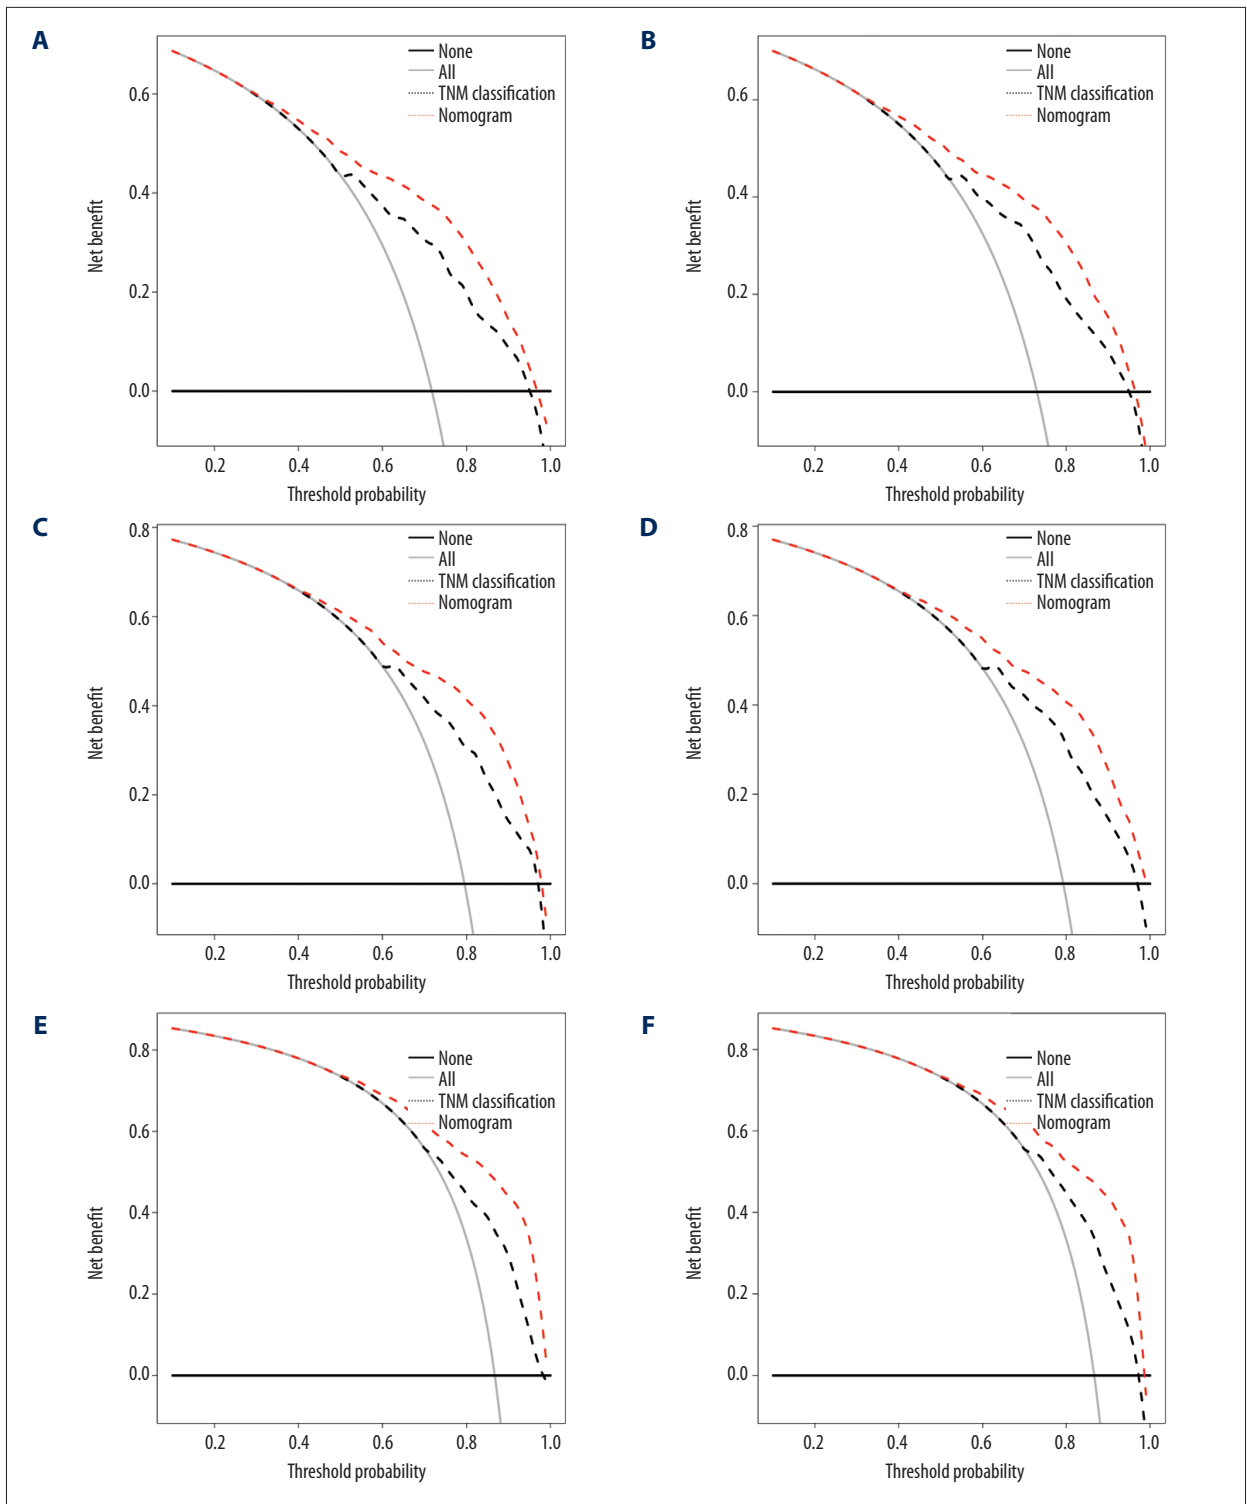 A
None
All
TNM classification
Nomogram
0.6
0.4
0.2
0.0
Net benefit
0.2 0.4 0.6 0.8 1.0
Threshold probability
B
None
All
TNM classification
Nomogram
0.6
0.4
0.2
0.0
Net benefit
0.2 0.4 0.6 0.8 1.0
Threshold probability
C
None
All
TNM classification
Nomogram
0.8
0.6
0.4
0.2
0.0
Net benefit
0.2 0.4 0.6 0.8 1.0
Threshold probability
D
None
All
TNM classification
Nomogram
0.8
0.6
0.4
0.2
0.0
Net benefit
0.2 0.4 0.6 0.8 1.0
Threshold probability
E
None
All
TNM classification
Nomogram
0.8
0.6
0.4
0.2
0.0
Net benefit
0.2 0.4 0.6 0.8 1.0
Threshold probability
F
None
All
TNM classification
Nomogram
0.8
0.6
0.4
0.2
0.0
Net benefit
0.2 0.4 0.6 0.8 1.0
Threshold probability